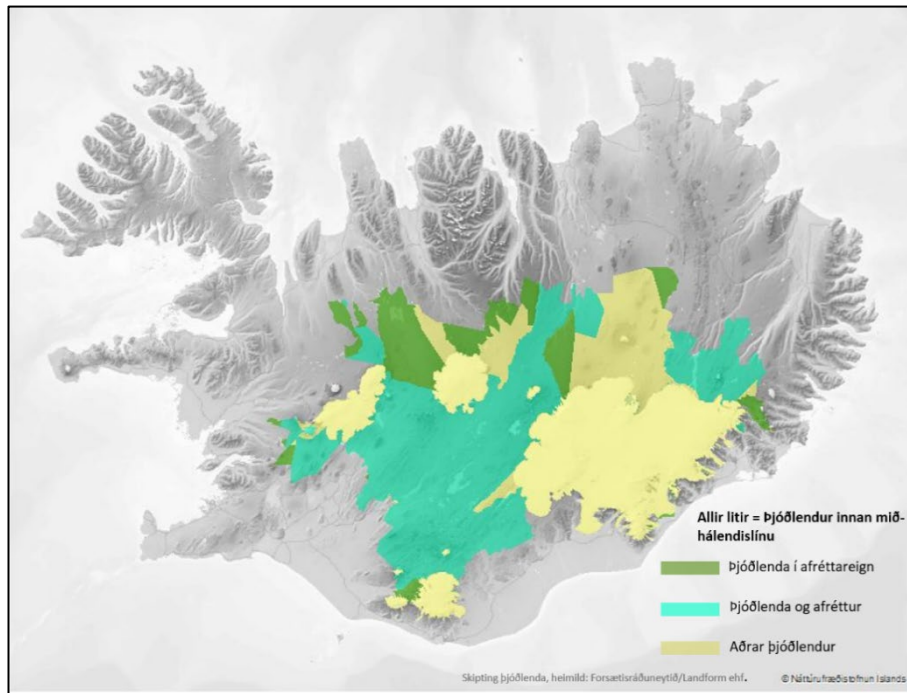 Allir litir = Þjóðlendur innan mið-
hálendislínu
Þjóðlenda í afréttareign
Þjóðlenda og afréttur
Aðrar þjóðlendur
Skipting þjóðlenda, heimild: Forsætisráðuneytið/Landform ehf.
© Náttúrufræðistofnun Íslands